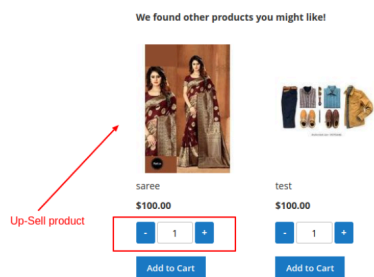 We found other products you might like!
saree
test
$100.00
$100.00
Up-Sell product
- 1 +
- 1 +
Add to Cart
Add to Cart